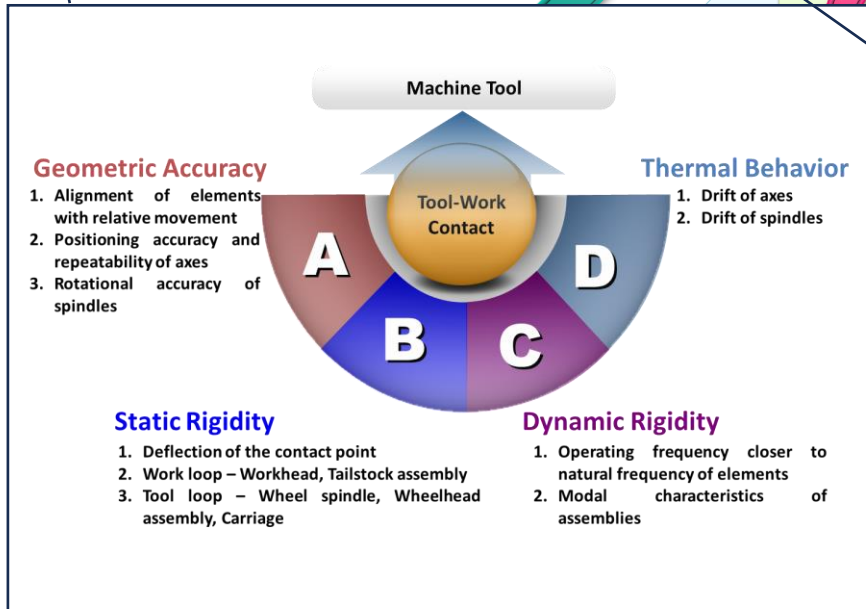 Machine Tool
Geometric Accuracy
1. Alignment of elements
with relative movement
2. Positioning accuracy and
repeatability of axes
3. Rotational accuracy of
spindles
Tool-Work
Contact
Thermal Behavior
1. Drift of axes
2. Drift of spindles
A
B
C
D
Static Rigidity
1. Deflection of the contact point
2. Work loop – Workhead, Tailstock assembly
3. Tool loop – Wheel spindle, Wheelhead
assembly, Carriage
Dynamic Rigidity
1. Operating frequency closer to
natural frequency of elements
2. Modal characteristics of
assemblies